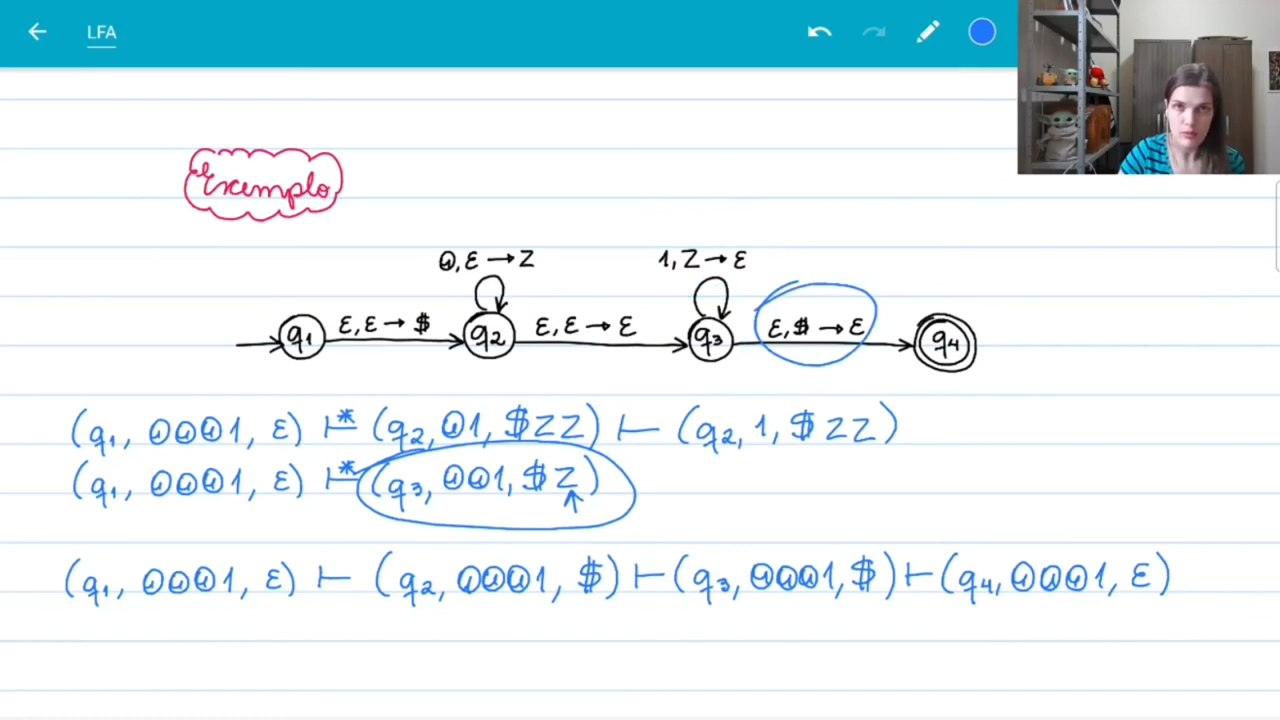 LFA
Exemplo
0, ε → Z
1, Z → ε
q1
ε, ε → $
q2
ε, ε → ε
q3
ε, $ → ε
q4
(q1, 0001, ε) ⊢* (q2, 01, $ZZ) ⊢ (q2, 1, $ZZ)
(q1, 0001, ε) ⊢* (q3, 001, $Z)
(q1, 0001, ε) ⊢ (q2, 0001, $) ⊢ (q3, 0001, $) ⊢ (q4, 0001, ε)